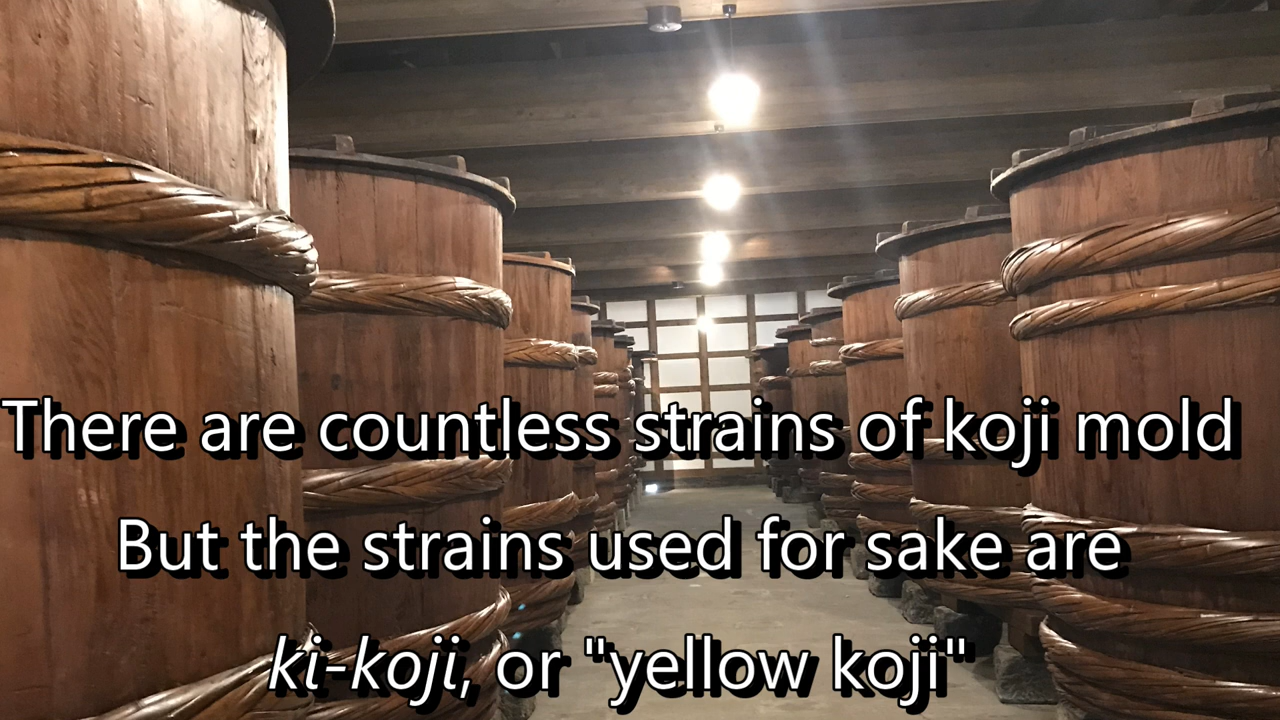 There are countless strains of koji mold
But the strains used for sake are
ki-koji, or "yellow koji"